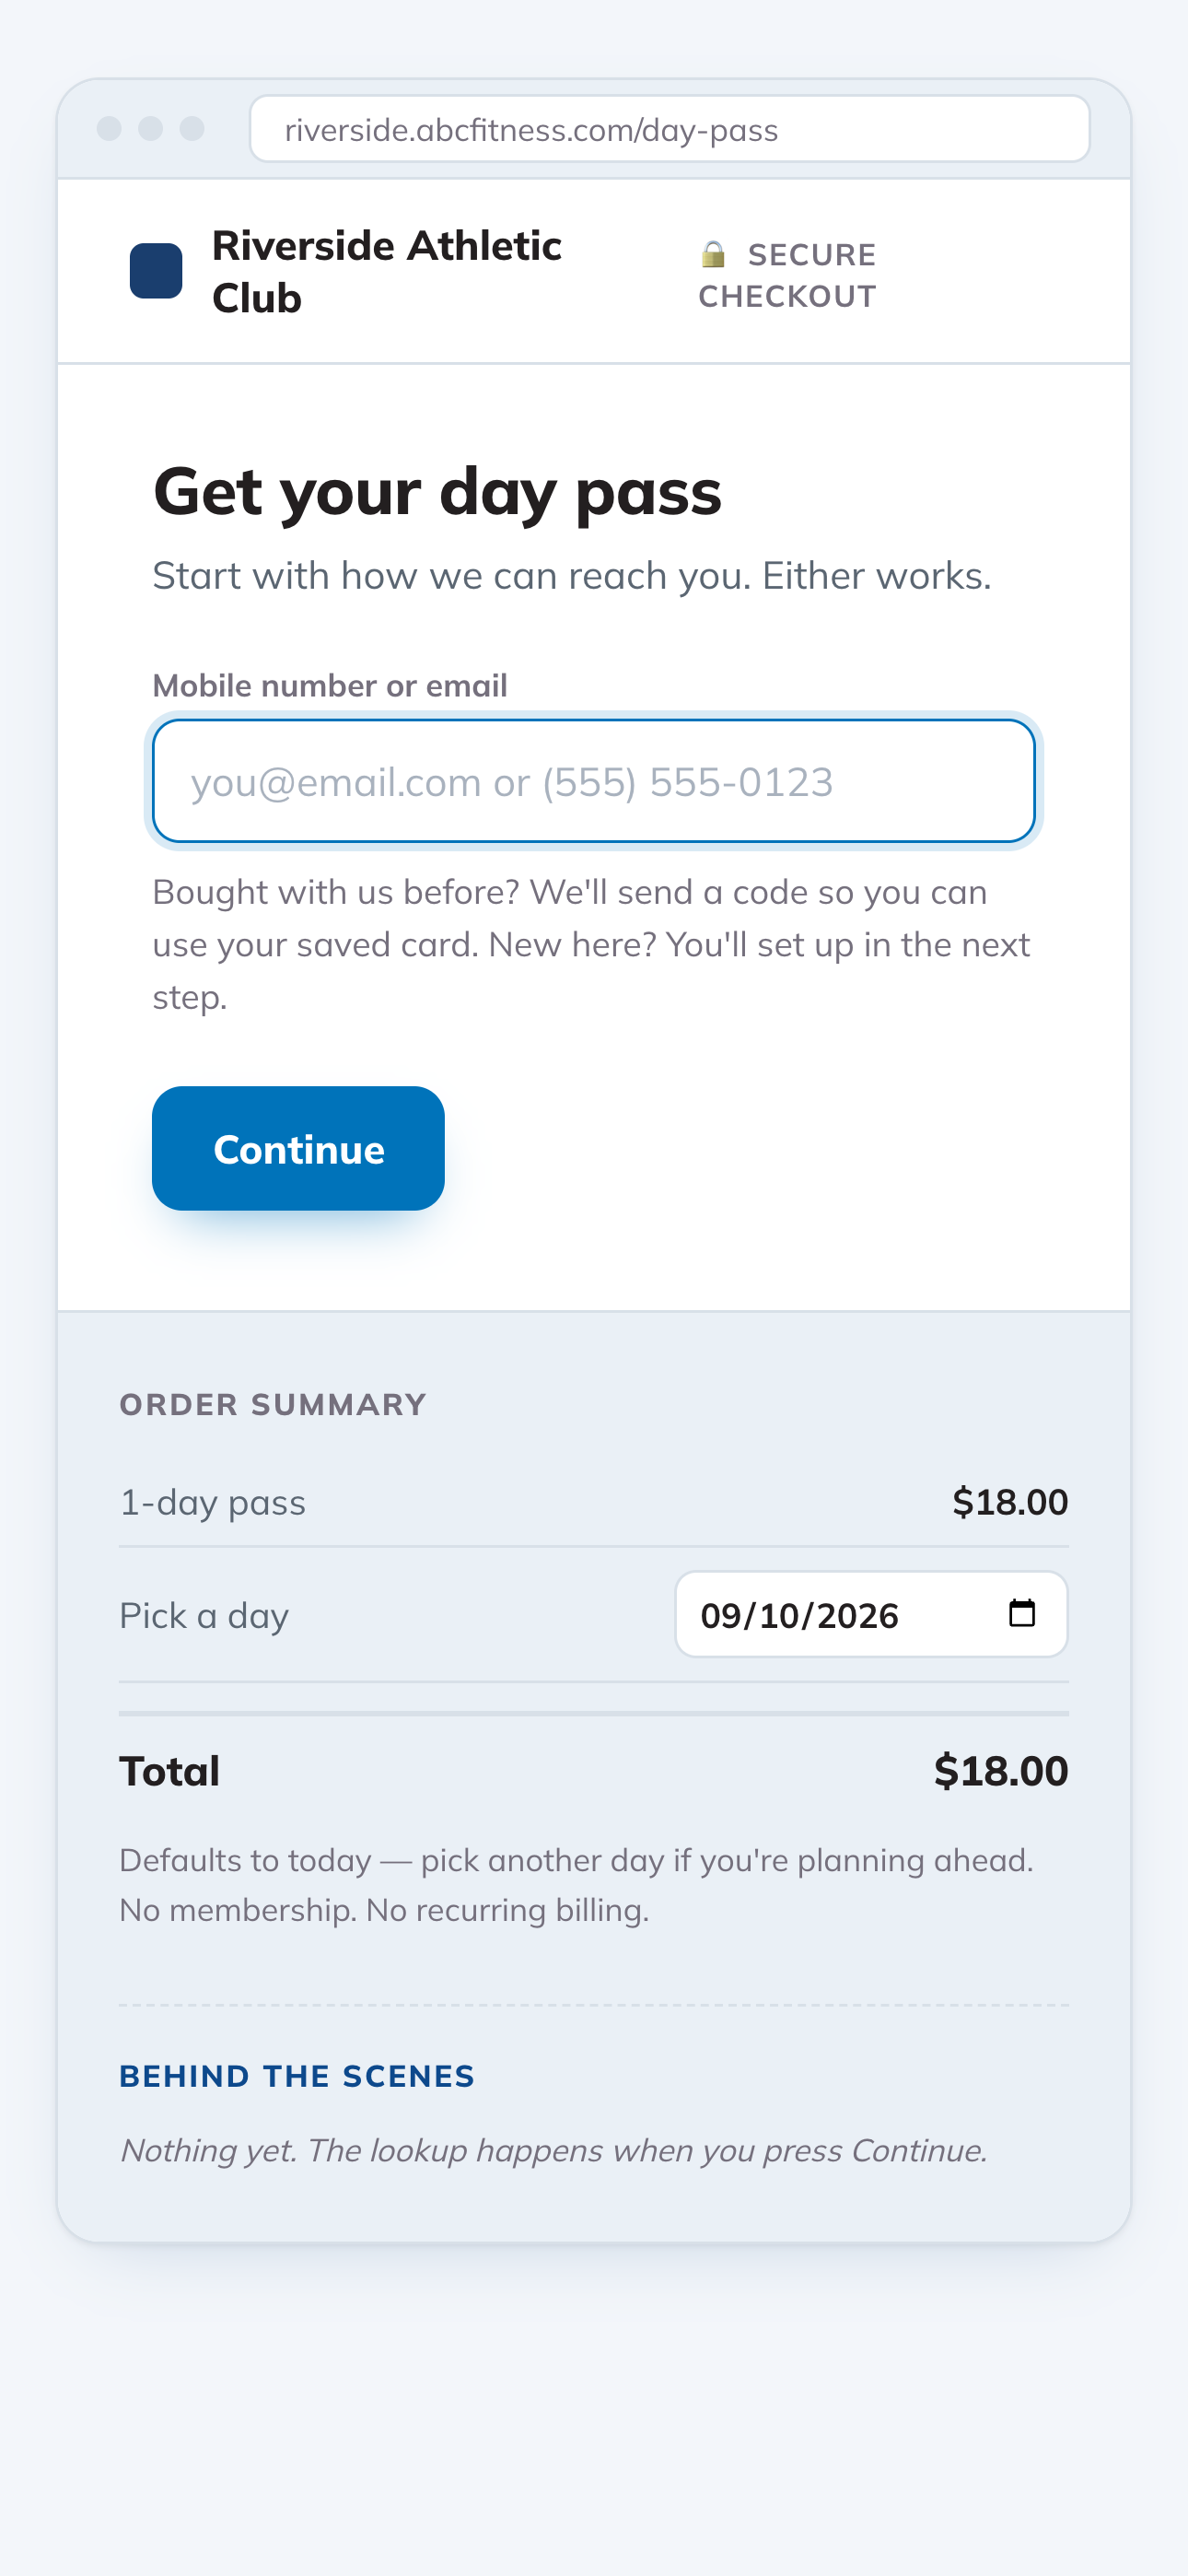 riverside.abcfitness.com/day-pass
Riverside Athletic
Club
🔒 SECURE
CHECKOUT
Get your day pass
Start with how we can reach you. Either works.
Mobile number or email
you@email.com or (555) 555-0123
Bought with us before? We'll send a code so you can
use your saved card. New here? You'll set up in the next
step.
Continue
ORDER SUMMARY
1-day pass $18.00
Pick a day 09/10/2026
Total $18.00
Defaults to today — pick another day if you're planning ahead.
No membership. No recurring billing.
BEHIND THE SCENES
Nothing yet. The lookup happens when you press Continue.